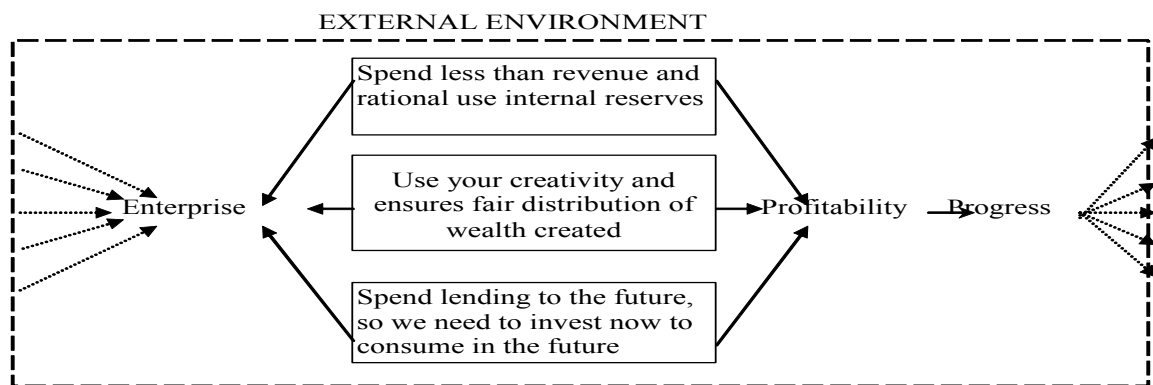 EXTERNAL ENVIRONMENT
Spend less than revenue and
rational use internal reserves
Use your creativity and
ensures fair distribution of
wealth created
Enterprise
Profitability
Progress
Spend lending to the future,
so we need to invest now to
consume in the future